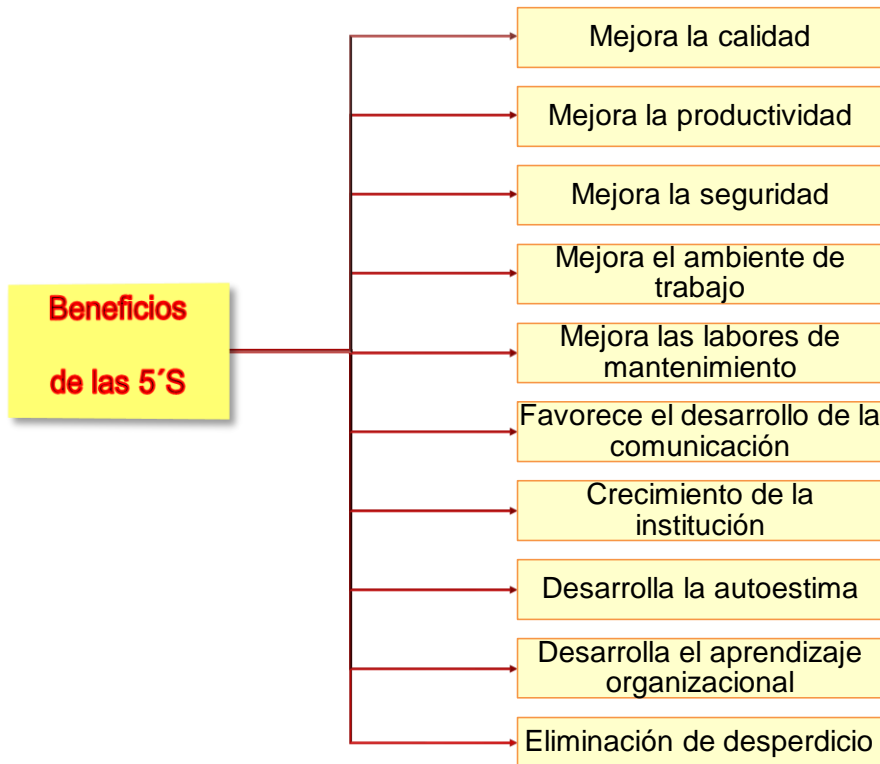 Beneficios
de las 5´S
Mejora la calidad
Mejora la productividad
Mejora la seguridad
Mejora el ambiente de
trabajo
Mejora las labores de
mantenimiento
Favorece el desarrollo de la
comunicación
Crecimiento de la
institución
Desarrolla la autoestima
Desarrolla el aprendizaje
organizacional
Eliminación de desperdicio